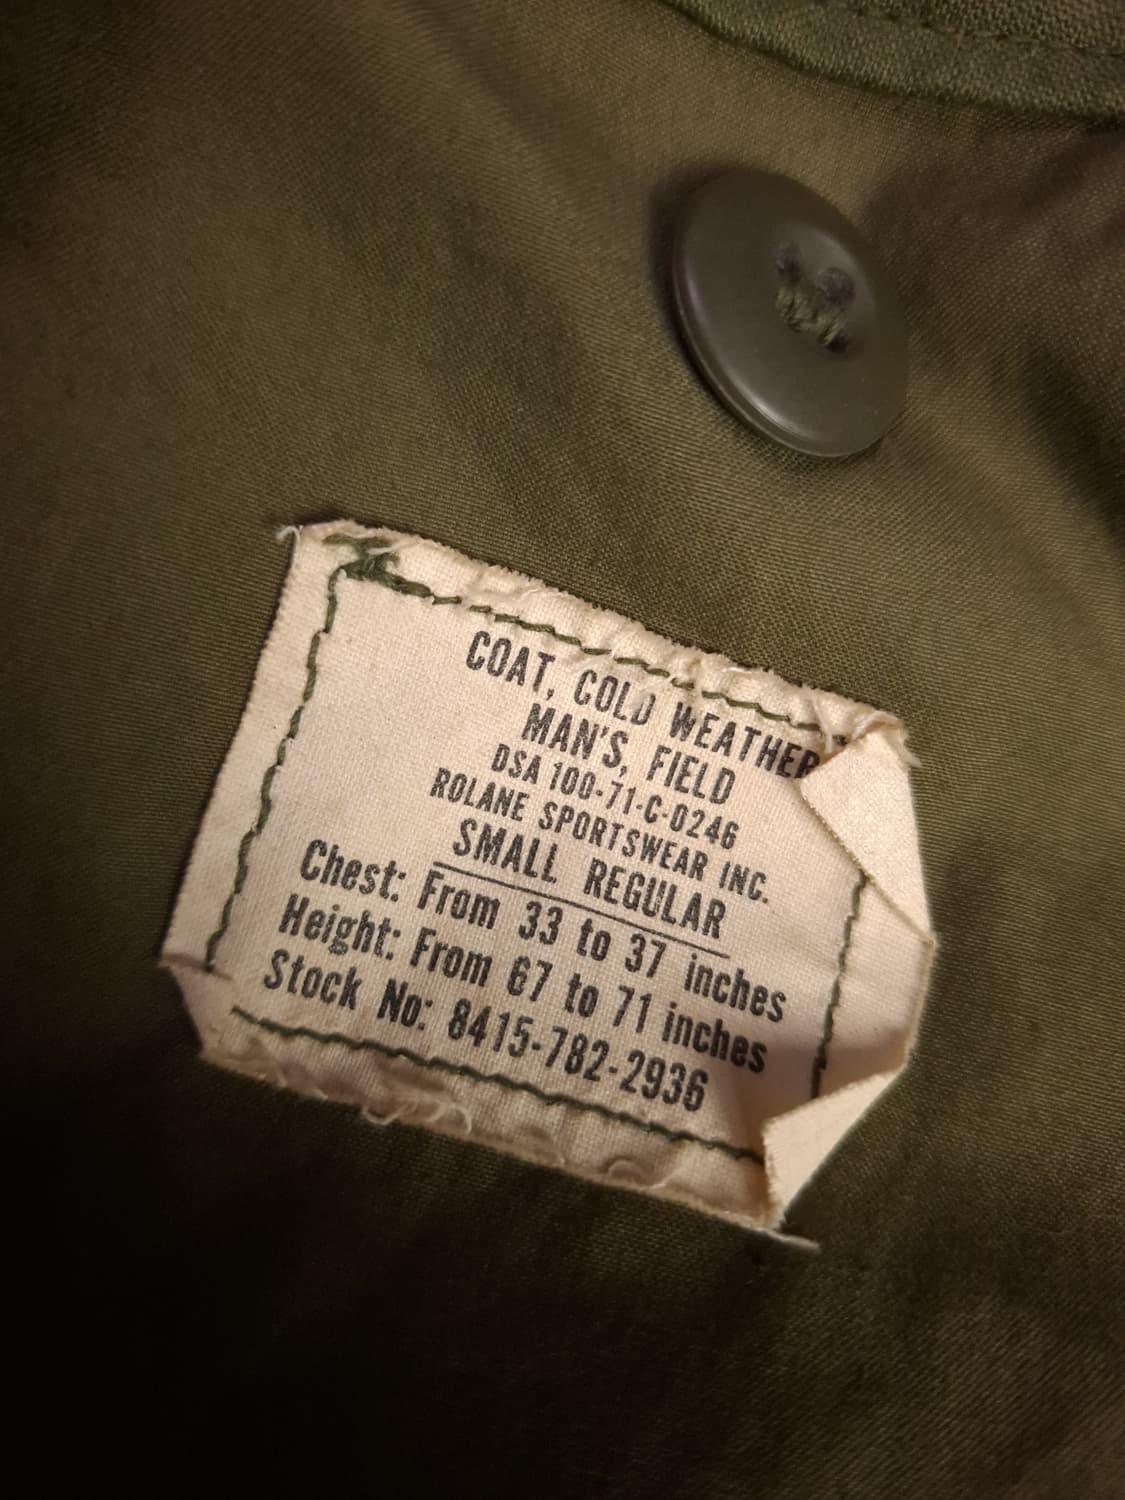 COAT, COLD WEATHER
MAN'S, FIELD
DSA 100-71-C-0246
ROLANE SPORTSWEAR INC.
SMALL REGULAR
Chest: From 33 to 37 inches
Height: From 67 to 71 inches
Stock No: 8415-782-2936